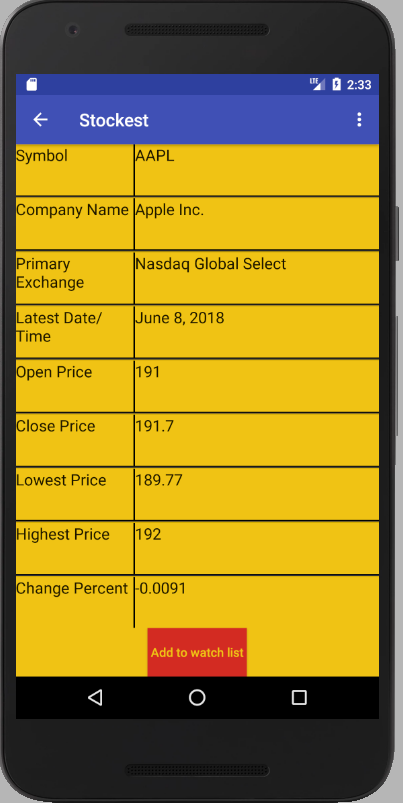 LTE 2:33
Stockest
Symbol AAPL
Company Name Apple Inc.
Primary Nasdaq Global Select
Exchange
Latest Date/ June 8, 2018
Time
Open Price 191
Close Price 191.7
Lowest Price 189.77
Highest Price 192
Change Percent -0.0091
Add to watch list